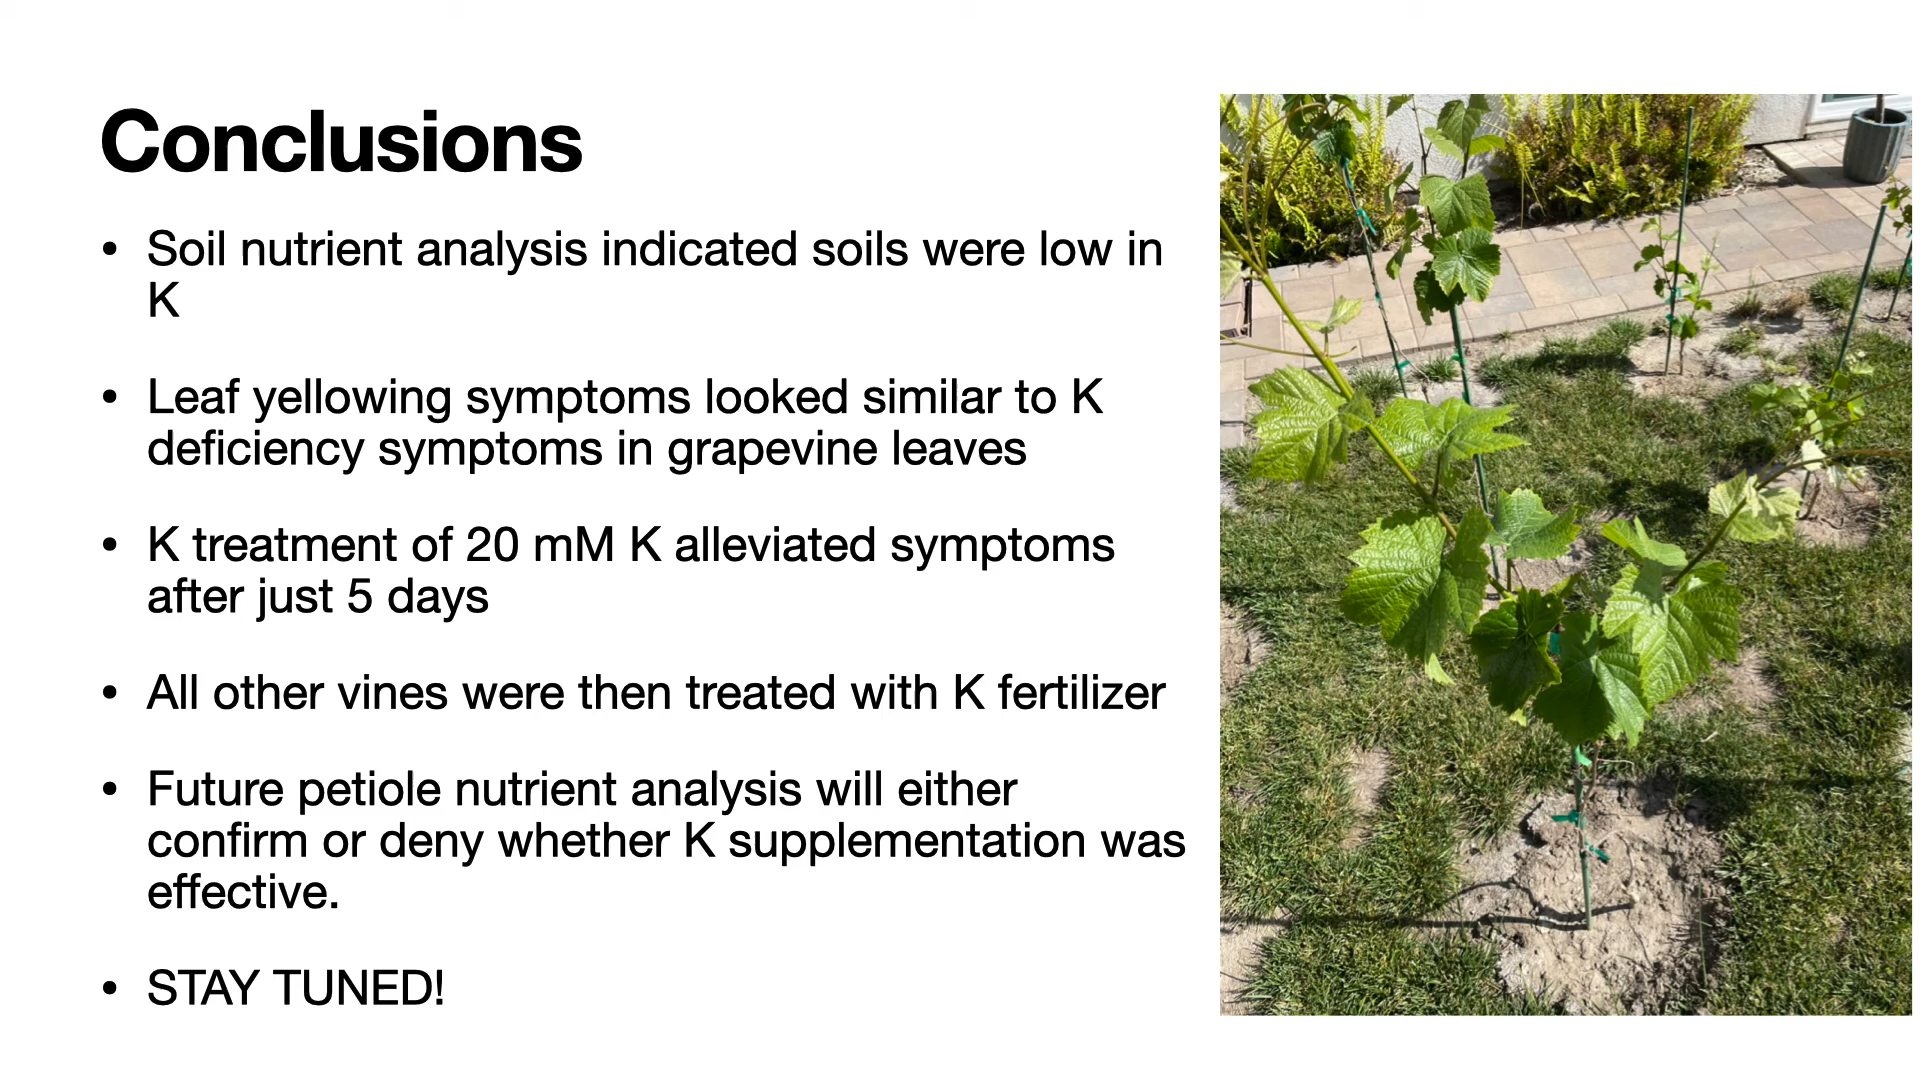 Conclusions
• Soil nutrient analysis indicated soils were low in
K
• Leaf yellowing symptoms looked similar to K
deficiency symptoms in grapevine leaves
• K treatment of 20 mM K alleviated symptoms
after just 5 days
• All other vines were then treated with K fertilizer
• Future petiole nutrient analysis will either
confirm or deny whether K supplementation was
effective.
• STAY TUNED!